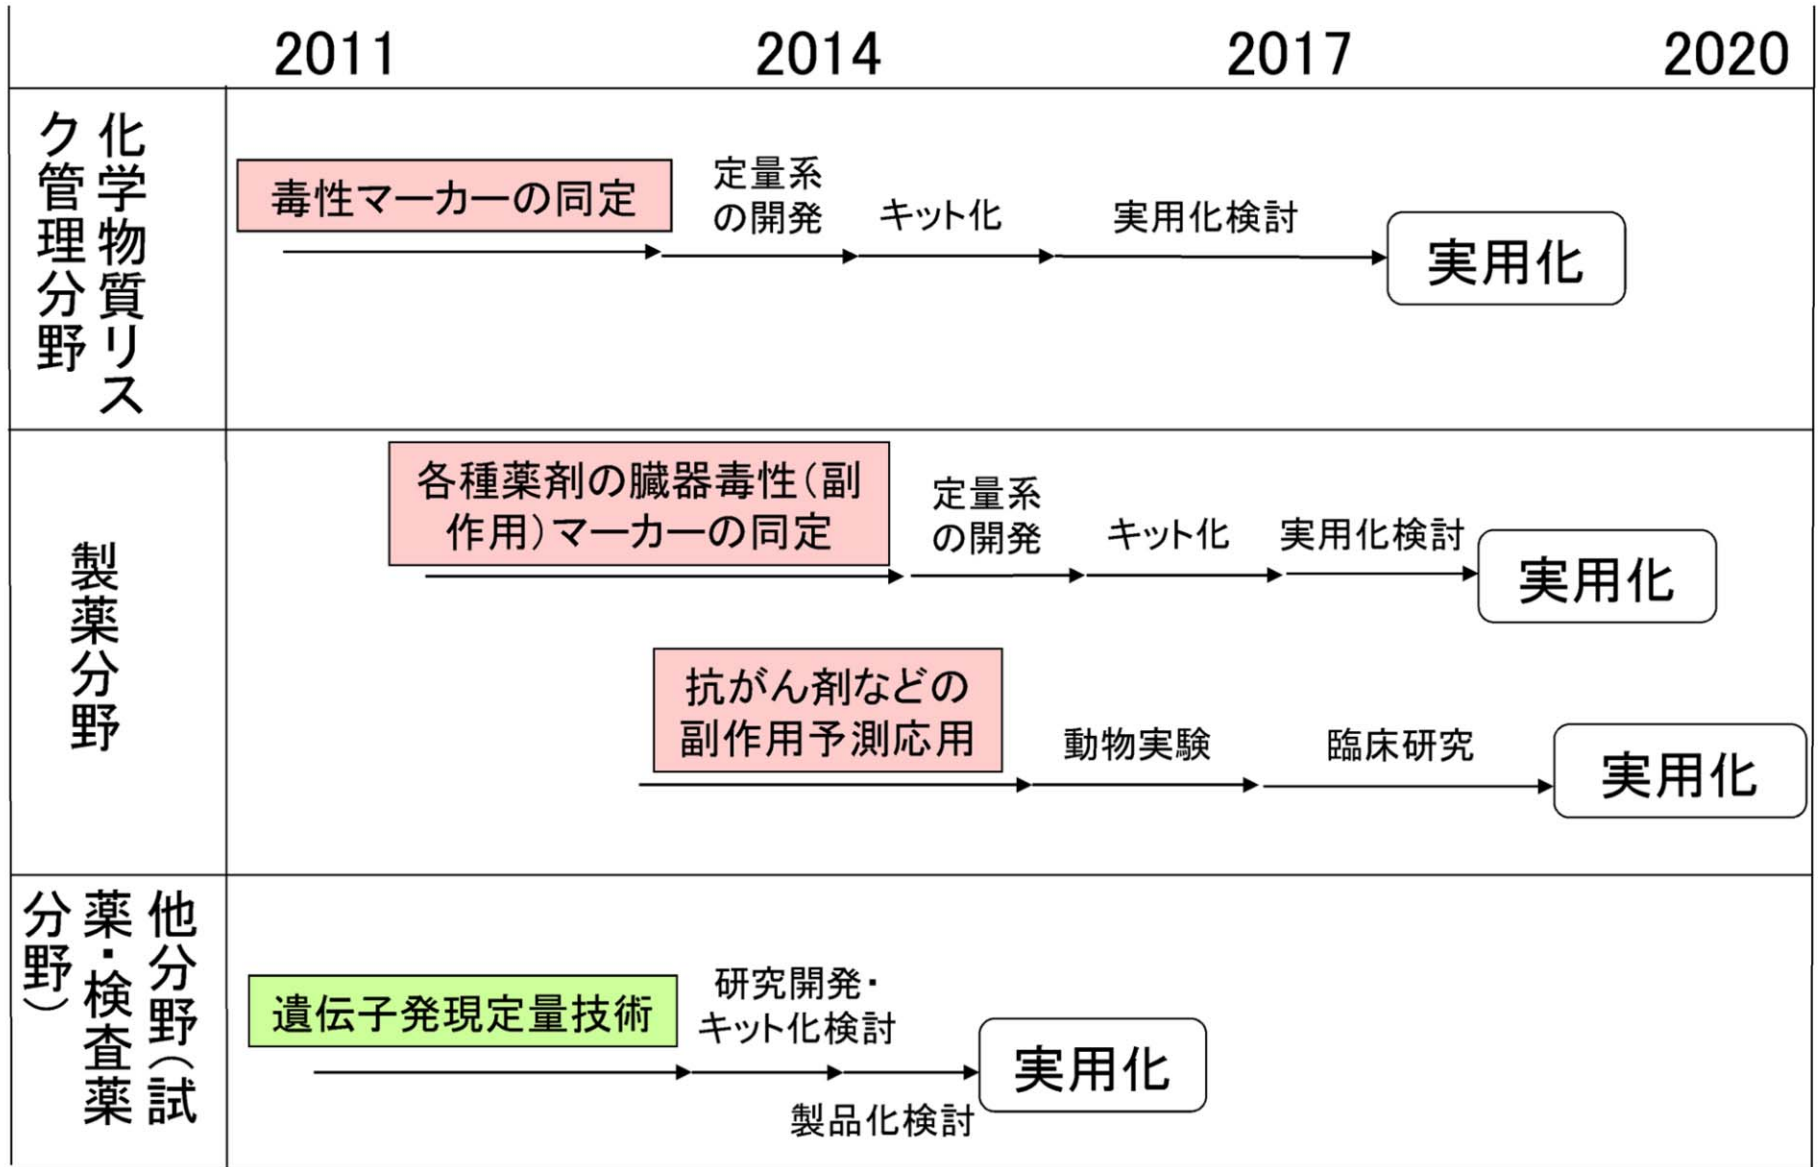 2011 2014 2017 2020
化学物質リス
ク管理分野
毒性マーカーの同定
定量系
の開発
キット化
実用化検討
実用化
製薬分野
各種薬剤の臓器毒性(副
作用)マーカーの同定
定量系
の開発
キット化
実用化検討
実用化
抗がん剤などの
副作用予測応用
動物実験
臨床研究
実用化
他分野(試
薬・検査薬
分野)
遺伝子発現定量技術
研究開発・
キット化検討
製品化検討
実用化